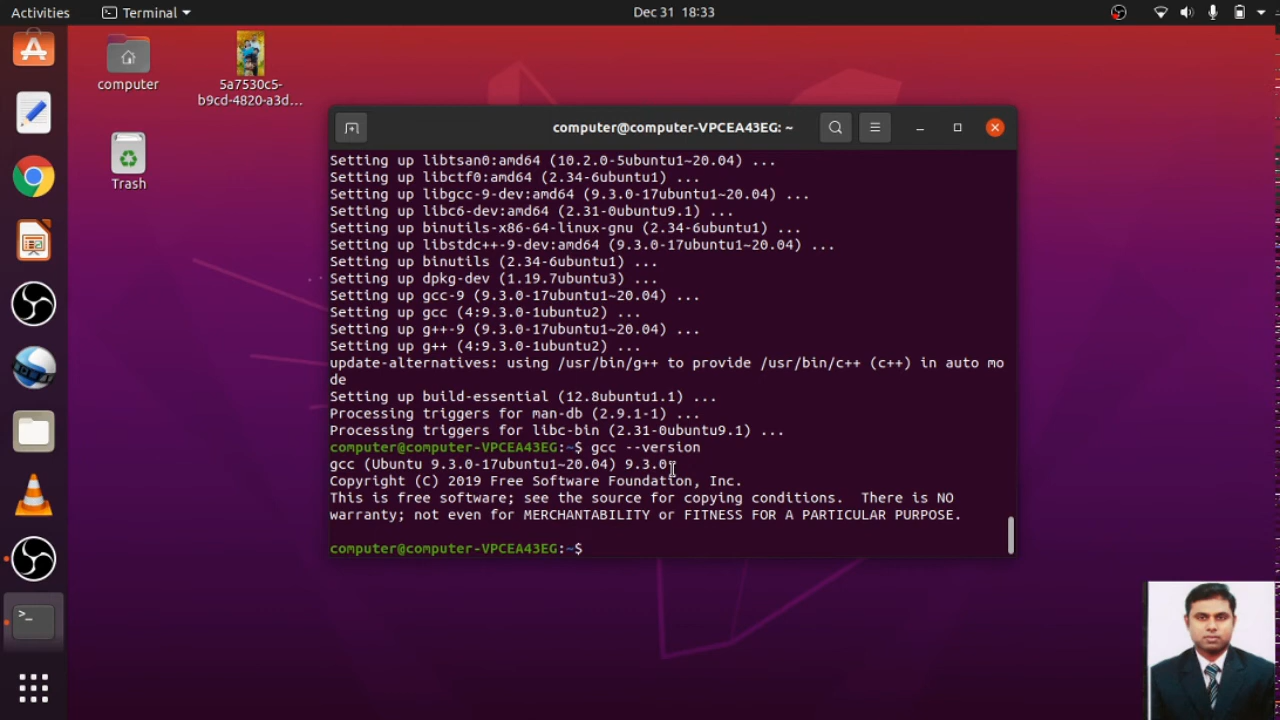 Activities
Terminal
Dec 31 18:33
computer
5a7530c5-
b9cd-4820-a3d...
Trash
computer@computer-VPCEA43EG: ~
Setting up libtsan0:amd64 (10.2.0-5ubuntu1~20.04) ...
Setting up libctf0:amd64 (2.34-6ubuntu1) ...
Setting up libgcc-9-dev:amd64 (9.3.0-17ubuntu1~20.04) ...
Setting up libc6-dev:amd64 (2.31-0ubuntu9.1) ...
Setting up binutils-x86-64-linux-gnu (2.34-6ubuntu1) ...
Setting up libstdc++-9-dev:amd64 (9.3.0-17ubuntu1~20.04) ...
Setting up binutils (2.34-6ubuntu1) ...
Setting up dpkg-dev (1.19.7ubuntu3) ...
Setting up gcc-9 (9.3.0-17ubuntu1~20.04) ...
Setting up gcc (4:9.3.0-1ubuntu2) ...
Setting up g++-9 (9.3.0-17ubuntu1~20.04) ...
Setting up g++ (4:9.3.0-1ubuntu2) ...
update-alternatives: using /usr/bin/g++ to provide /usr/bin/c++ (c++) in auto mo
de
Setting up build-essential (12.8ubuntu1.1) ...
Processing triggers for man-db (2.9.1-1) ...
Processing triggers for libc-bin (2.31-0ubuntu9.1) ...
computer@computer-VPCEA43EG:~$ gcc --version
gcc (Ubuntu 9.3.0-17ubuntu1~20.04) 9.3.0
Copyright (C) 2019 Free Software Foundation, Inc.
This is free software; see the source for copying conditions.  There is NO
warranty; not even for MERCHANTABILITY or FITNESS FOR A PARTICULAR PURPOSE.
computer@computer-VPCEA43EG:~$